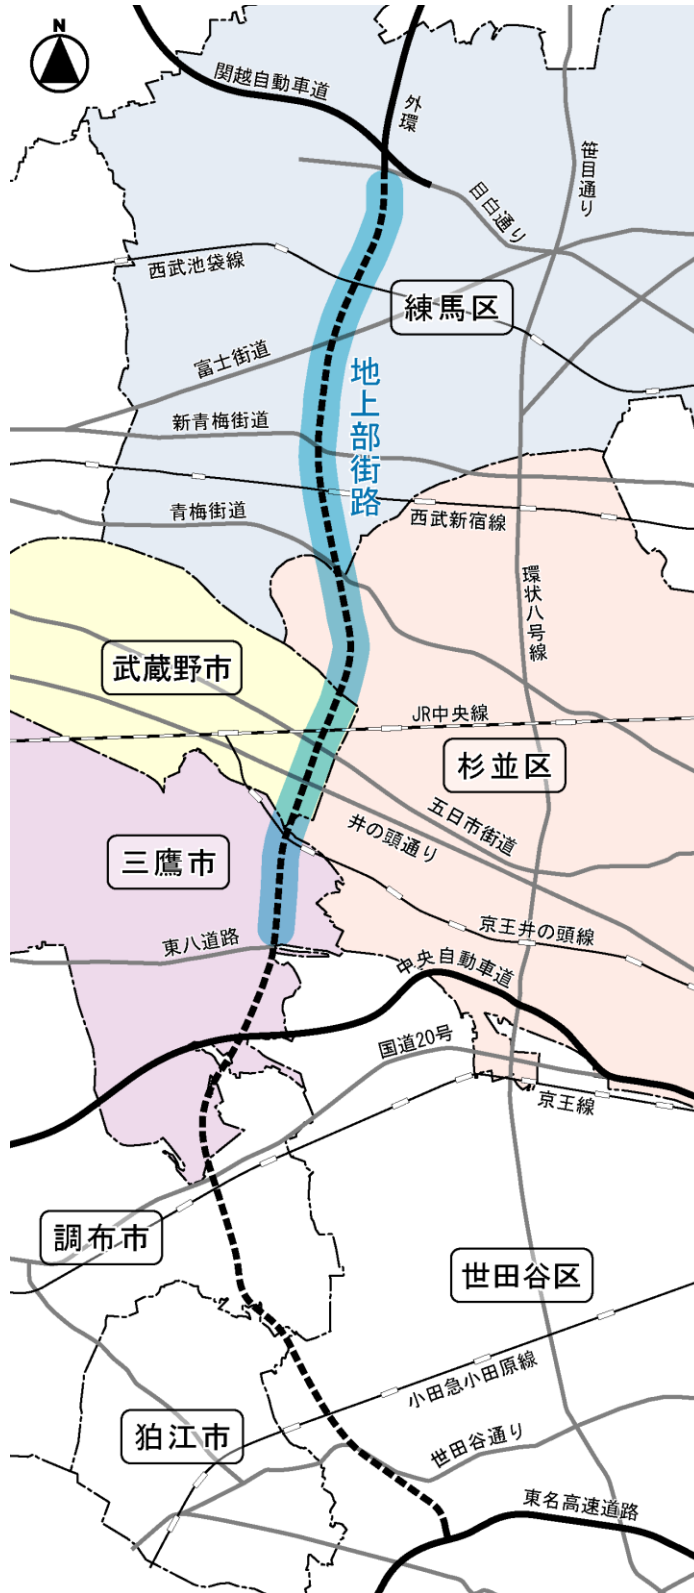 N
関越自動車道
外環
笹目通り
目白通り
西武池袋線
練馬区
富士街道
地上部街路
新青梅街道
青梅街道
西武新宿線
環状八号線
武蔵野市
JR中央線
杉並区
五日市街道
井の頭通り
三鷹市
京王井の頭線
東八道路
中央自動車道
国道20号
京王線
調布市
世田谷区
小田急小田原線
狛江市
世田谷通り
東名高速道路